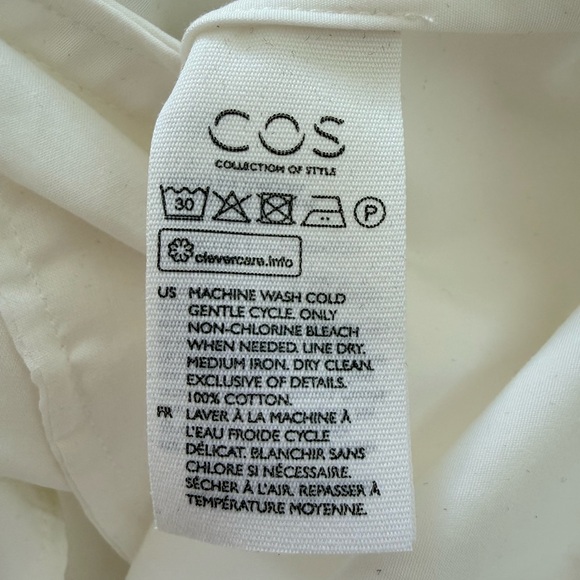 COS
COLLECTION OF STYLE
30
P
clevercare.info
US MACHINE WASH COLD
GENTLE CYCLE. ONLY
NON-CHLORINE BLEACH
WHEN NEEDED. LINE DRY.
MEDIUM IRON. DRY CLEAN.
EXCLUSIVE OF DETAILS.
100% COTTON.
FR LAVER À LA MACHINE À
L'EAU FROIDE CYCLE
DÉLICAT. BLANCHIR SANS
CHLORE SI NÉCESSAIRE.
SÉCHER À L'AIR. REPASSER À
TEMPÉRATURE MOYENNE.